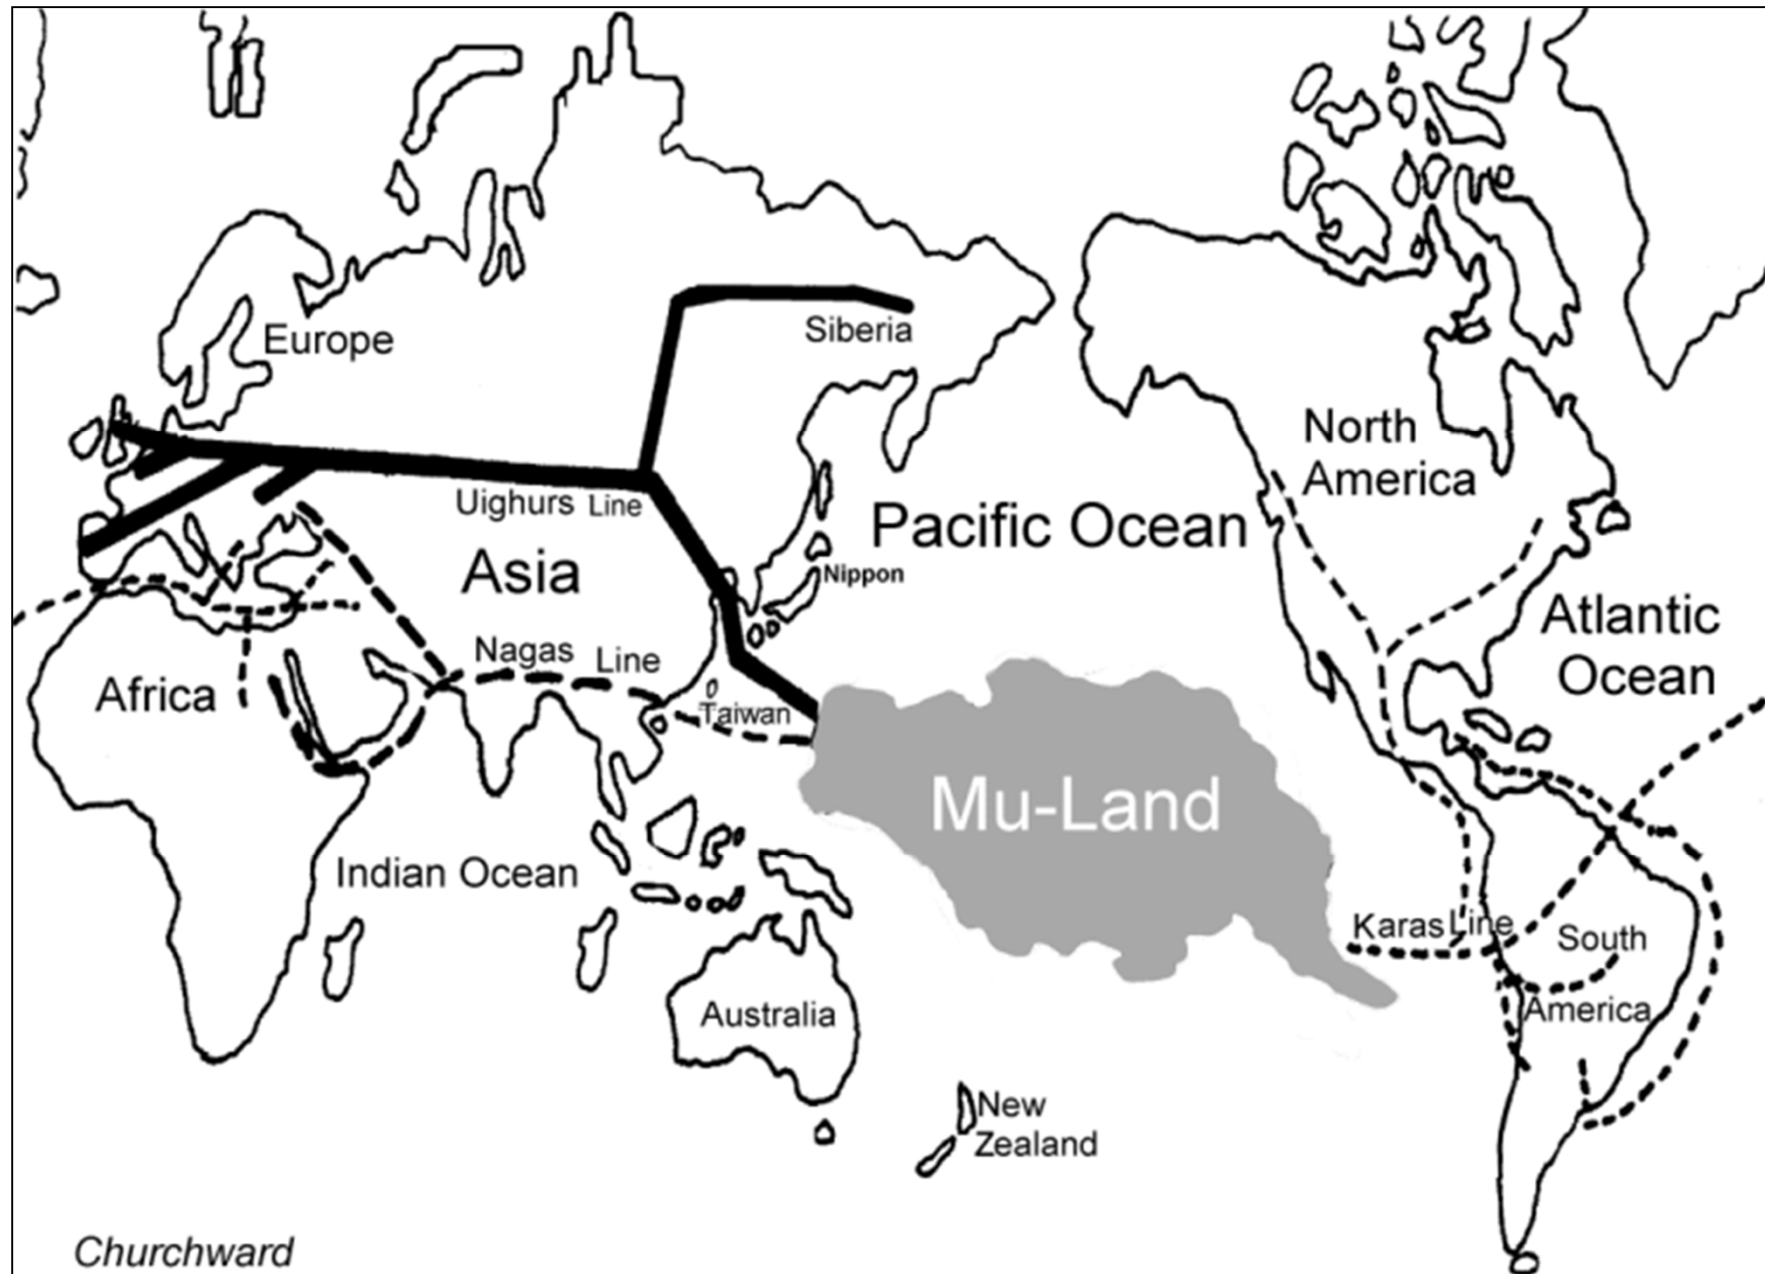 Europe
Siberia
North
America
Uighurs Line
Pacific Ocean
Asia
Nippon
Atlantic
Ocean
Nagas Line
Africa
Taiwan
Mu-Land
Indian Ocean
Karas Line
South
America
Australia
New
Zealand
Churchward